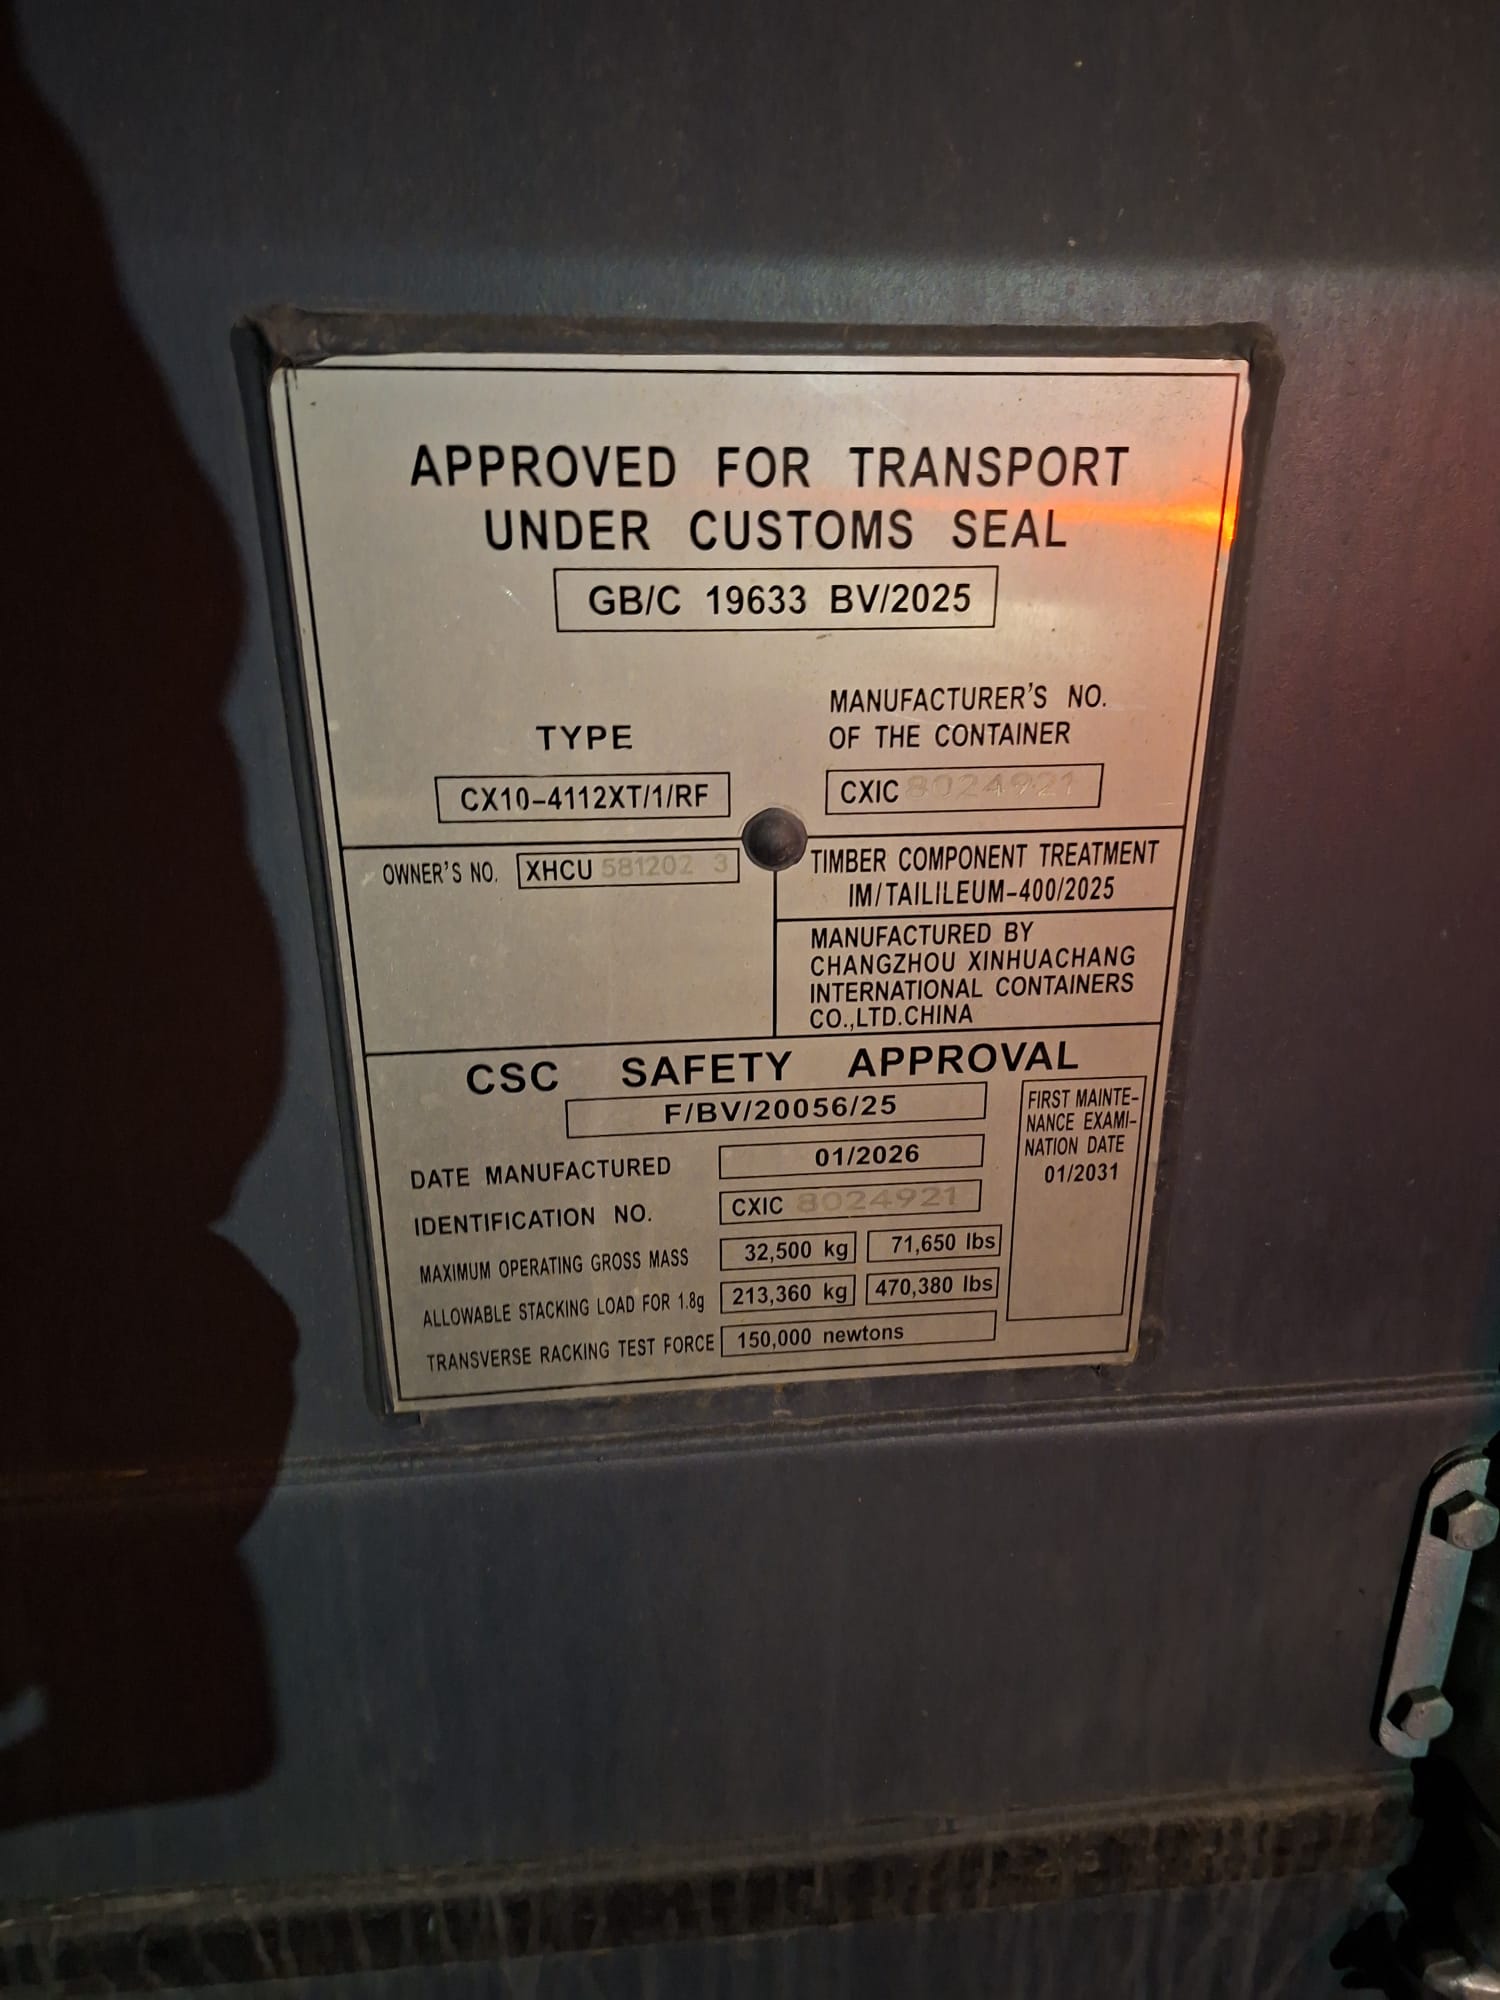 APPROVED FOR TRANSPORT
UNDER CUSTOMS SEAL
GB/C 19633 BV/2025
TYPE
CX10-4112XT/1/RF
MANUFACTURER'S NO.
OF THE CONTAINER
CXIC 8024921
OWNER'S NO. XHCU 581202 3
TIMBER COMPONENT TREATMENT
IM/TAILILEUM-400/2025
MANUFACTURED BY
CHANGZHOU XINHUACHANG
INTERNATIONAL CONTAINERS
CO.,LTD.CHINA
CSC SAFETY APPROVAL
F/BV/20056/25
DATE MANUFACTURED 01/2026
IDENTIFICATION NO. CXIC 8024921
MAXIMUM OPERATING GROSS MASS 32,500 kg 71,650 lbs
ALLOWABLE STACKING LOAD FOR 1.8g 213,360 kg 470,380 lbs
TRANSVERSE RACKING TEST FORCE 150,000 newtons
FIRST MAINTE-
NANCE EXAMI-
NATION DATE
01/2031